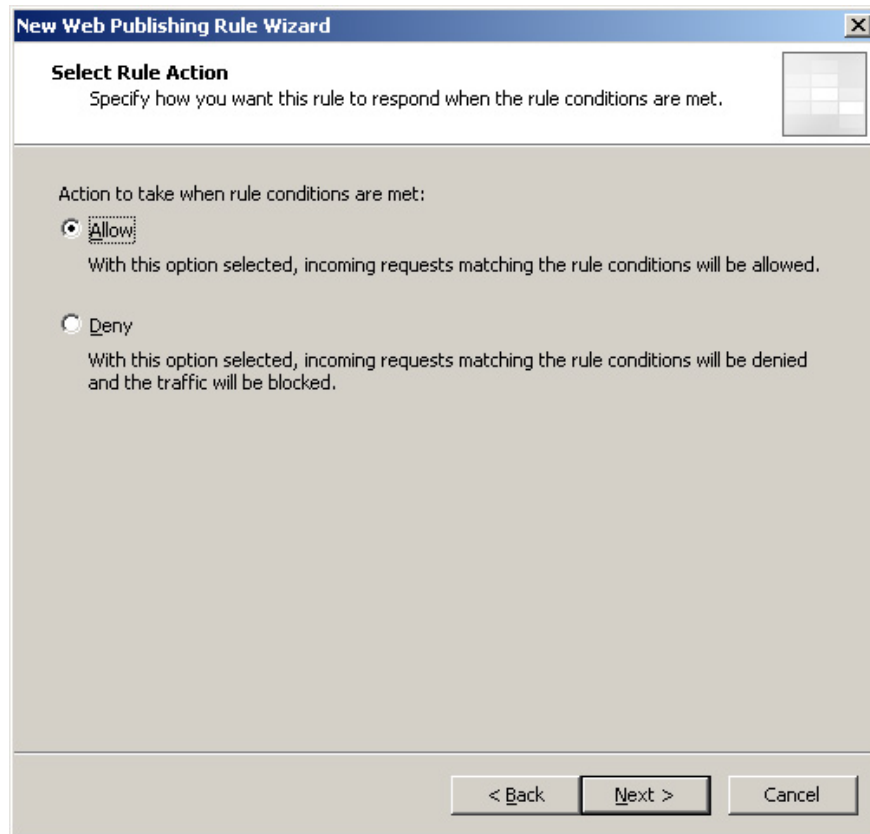 New Web Publishing Rule Wizard
Select Rule Action
Specify how you want this rule to respond when the rule conditions are met.
Action to take when rule conditions are met:
Allow
With this option selected, incoming requests matching the rule conditions will be allowed.
Deny
With this option selected, incoming requests matching the rule conditions will be denied
and the traffic will be blocked.
< Back Next > Cancel